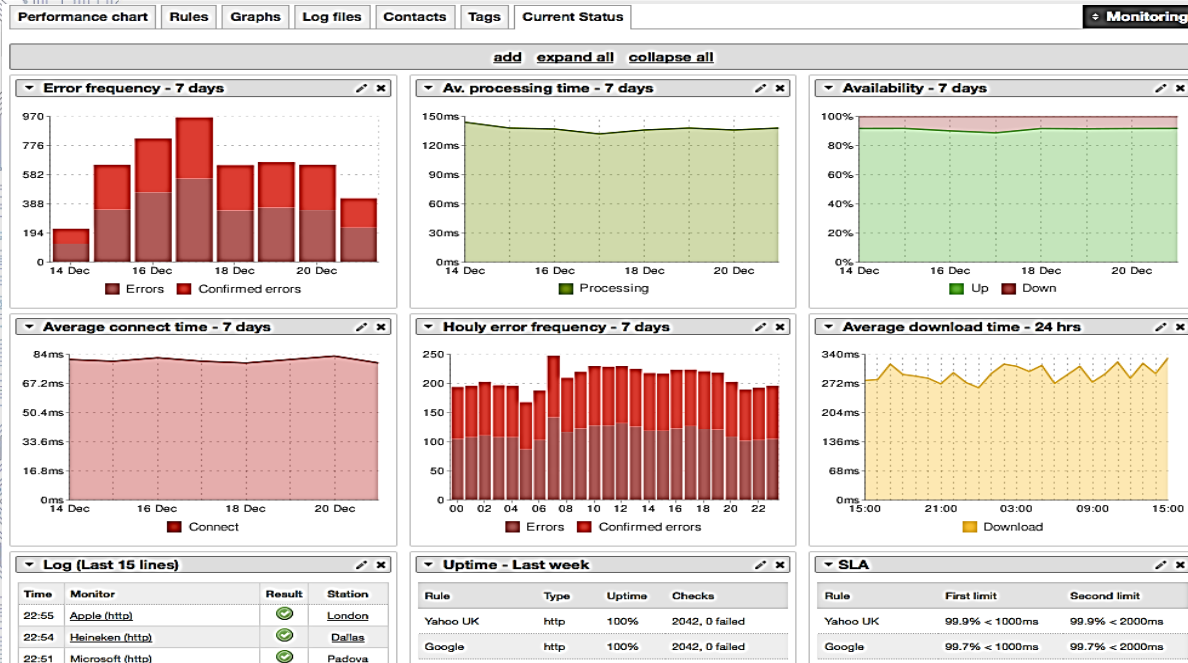 Performance chart Rules Graphs Log files Contacts Tags Current Status Monitoring
add expand all collapse all
Error frequency - 7 days
970
776
582
388
194
0
14 Dec 16 Dec 18 Dec 20 Dec
Errors Confirmed errors
Av. processing time - 7 days
150ms
120ms
90ms
60ms
30ms
0ms
14 Dec 16 Dec 18 Dec 20 Dec
Processing
Availability - 7 days
100%
80%
60%
40%
20%
0%
14 Dec 16 Dec 18 Dec 20 Dec
Up Down
Average connect time - 7 days
84ms
67.2ms
50.4ms
33.6ms
16.8ms
0ms
14 Dec 16 Dec 18 Dec 20 Dec
Connect
Houly error frequency - 7 days
250
200
150
100
50
0
00 02 04 06 08 10 12 14 16 18 20 22
Errors Confirmed errors
Average download time - 24 hrs
340ms
272ms
204ms
136ms
68ms
0ms
15:00 21:00 03:00 09:00 15:00
Download
Log (Last 15 lines)
Time Monitor Result Station
22:55 Apple (http) London
22:54 Heineken (http) Dallas
22:51 Microsoft (http) Padova
Uptime - Last week
Rule Type Uptime Checks
Yahoo UK http 100% 2042, 0 failed
Google http 100% 2042, 0 failed
SLA
Rule First limit Second limit
Yahoo UK 99.9% < 1000ms 99.9% < 2000ms
Google 99.7% < 1000ms 99.9% < 2000ms